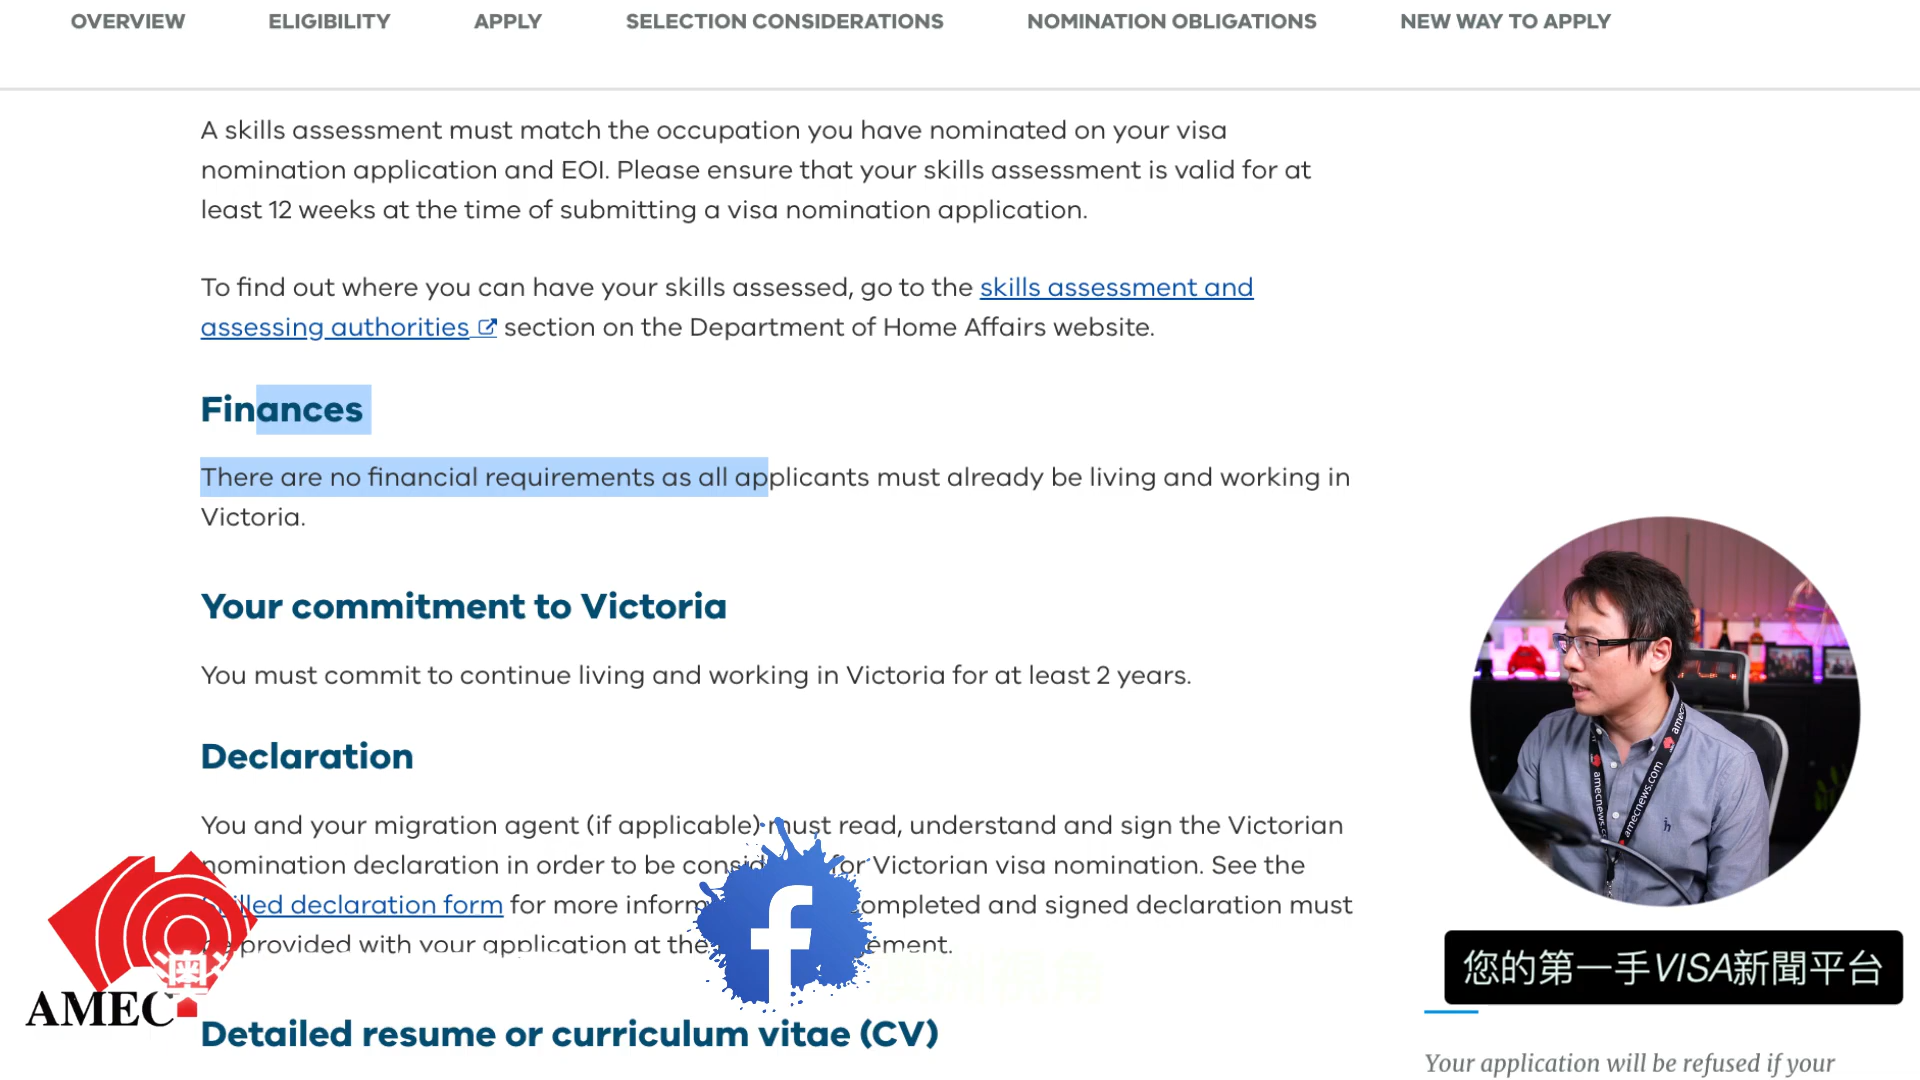 OVERVIEW ELIGIBILITY APPLY SELECTION CONSIDERATIONS NOMINATION OBLIGATIONS NEW WAY TO APPLY
A skills assessment must match the occupation you have nominated on your visa
nomination application and EOI. Please ensure that your skills assessment is valid for at
least 12 weeks at the time of submitting a visa nomination application.
To find out where you can have your skills assessed, go to the skills assessment and
assessing authorities section on the Department of Home Affairs website.
Finances
There are no financial requirements as all applicants must already be living and working in
Victoria.
Your commitment to Victoria
You must commit to continue living and working in Victoria for at least 2 years.
Declaration
You and your migration agent (if applicable) must read, understand and sign the Victorian
nomination declaration in order to be for Victorian visa nomination. See the
declaration form for more completed and signed declaration must
provided with your application at the
Detailed resume or curriculum vitae (CV)
AMEC
澳
f
amecnews.com
amecnews.com
您的第一手VISA新聞平台
Your application will be refused if your